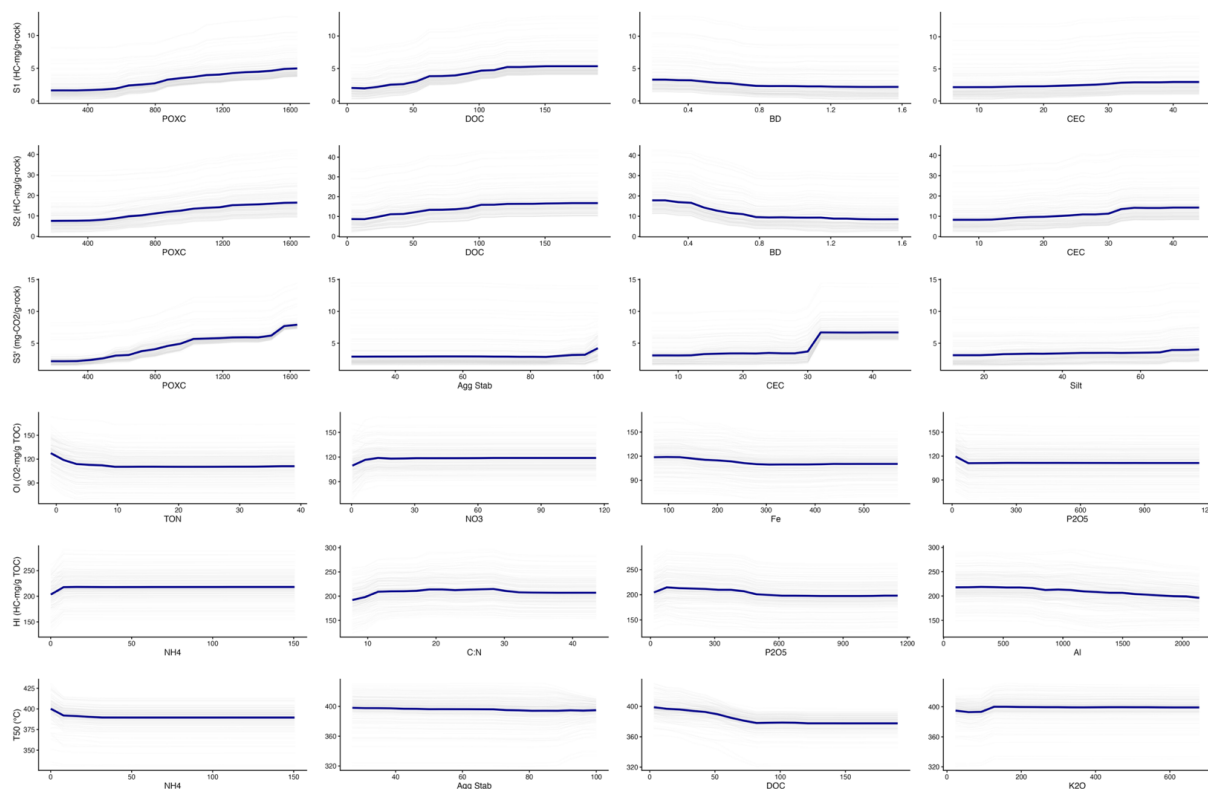 S1 (HC-mg/g-rock)
10
5
0
400 800 1200 1600
POXC
10
5
0
0 50 100 150
DOC
10
5
0
0.4 0.8 1.2 1.6
BD
10
5
0
10 20 30 40
CEC
S2 (HC-mg/g-rock)
40
30
20
10
0
400 800 1200 1600
POXC
40
30
20
10
0
0 50 100 150
DOC
40
30
20
10
0
0.4 0.8 1.2 1.6
BD
40
30
20
10
0
10 20 30 40
CEC
S3' (mg-CO2/g-rock)
15
10
5
400 800 1200 1600
POXC
15
10
5
40 60 80 100
Agg Stab
15
10
5
10 20 30 40
CEC
15
10
5
20 40 60
Silt
OI (O2-mg/g TOC)
150
120
90
0 10 20 30 40
TON
150
120
90
0 30 60 90 116
NO3
150
120
90
100 200 300 400 500
Fe
150
120
90
0 300 600 900
P2O5
HI (HC-mg/g TOC)
250
200
150
0 50 100 150
NH4
300
250
200
150
10 20 30 40
C:N
250
200
150
0 300 600 900 1200
P2O5
300
250
200
150
0 500 1000 1500 2000
Al
T50 (°C)
425
400
375
350
0 50 100 150
NH4
400
360
320
40 60 80 100
Agg Stab
400
360
320
0 50 100 150
DOC
400
360
320
200 400 600
K2O